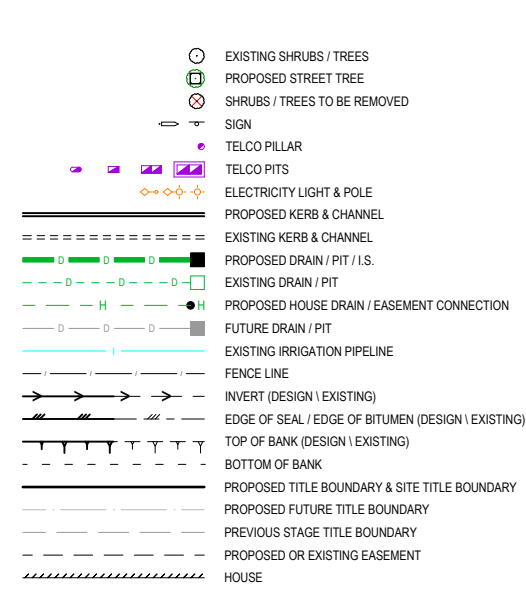 EXISTING SHRUBS / TREES
PROPOSED STREET TREE
SHRUBS / TREES TO BE REMOVED
SIGN
TELCO PILLAR
TELCO PITS
ELECTRICITY LIGHT & POLE
PROPOSED KERB & CHANNEL
EXISTING KERB & CHANNEL
D D D PROPOSED DRAIN / PIT / I.S.
D D D EXISTING DRAIN / PIT
H H PROPOSED HOUSE DRAIN / EASEMENT CONNECTION
D D D FUTURE DRAIN / PIT
I EXISTING IRRIGATION PIPELINE
FENCE LINE
INVERT (DESIGN \ EXISTING)
EDGE OF SEAL / EDGE OF BITUMEN (DESIGN \ EXISTING)
TOP OF BANK (DESIGN \ EXISTING)
BOTTOM OF BANK
PROPOSED TITLE BOUNDARY & SITE TITLE BOUNDARY
PROPOSED FUTURE TITLE BOUNDARY
PREVIOUS STAGE TITLE BOUNDARY
PROPOSED OR EXISTING EASEMENT
HOUSE